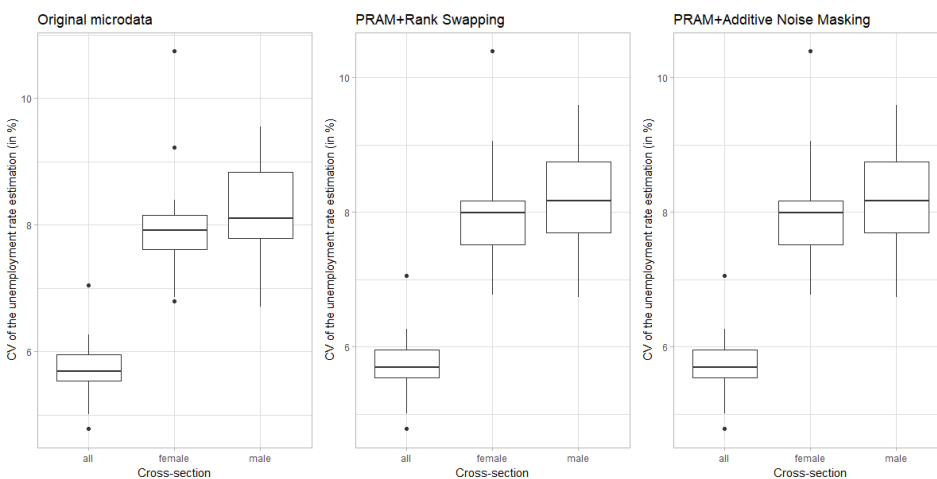 Original microdata
CV of the unemployment rate estimation (in %)
10
8
6
all
female
male
Cross-section
PRAM+Rank Swapping
CV of the unemployment rate estimation (in %)
10
8
6
all
female
male
Cross-section
PRAM+Additive Noise Masking
CV of the unemployment rate estimation (in %)
10
8
6
all
female
male
Cross-section